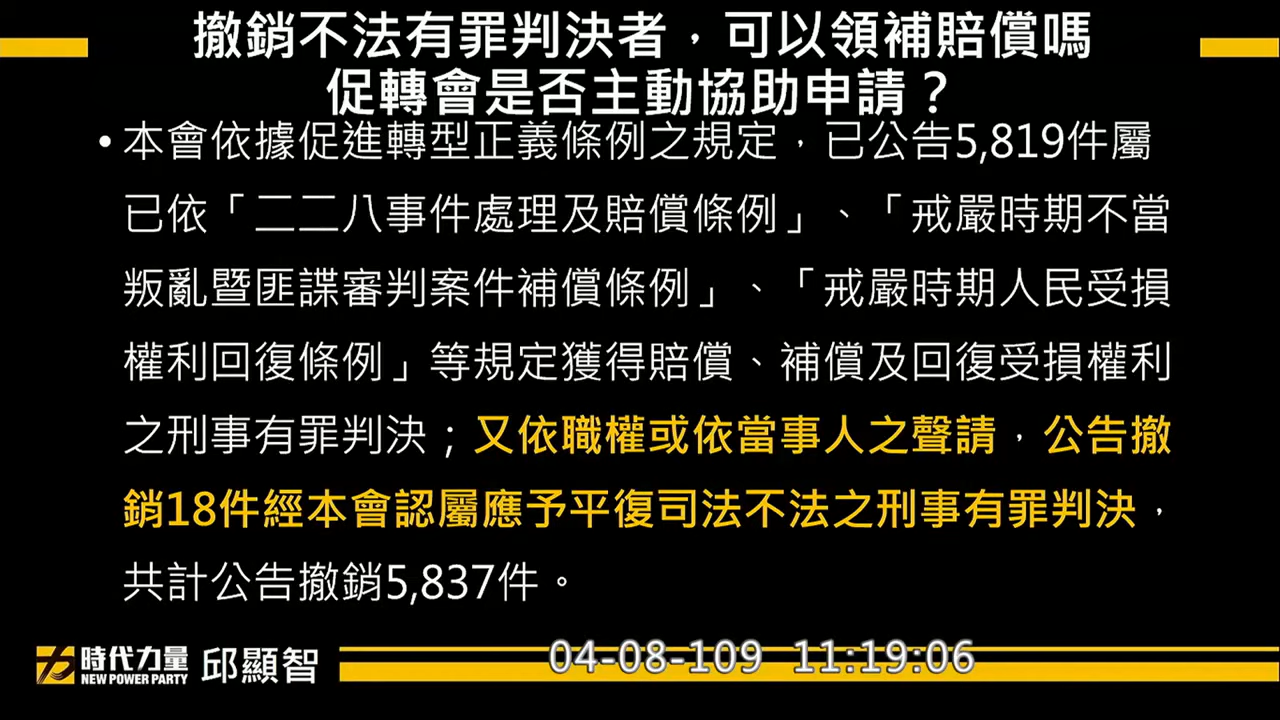 撤銷不法有罪判決者，可以領補賠償嗎
促轉會是否主動協助申請？
• 本會依據促進轉型正義條例之規定，已公告5,819件屬
已依「二二八事件處理及賠償條例」、「戒嚴時期不當
叛亂暨匪諜審判案件補償條例」、「戒嚴時期人民受損
權利回復條例」等規定獲得賠償、補償及回復受損權利
之刑事有罪判決；又依職權或依當事人之聲請，公告撤
銷18件經本會認屬應予平復司法不法之刑事有罪判決，
共計公告撤銷5,837件。
時代力量 邱顯智
NEW POWER PARTY
04-08-109 11:19:06